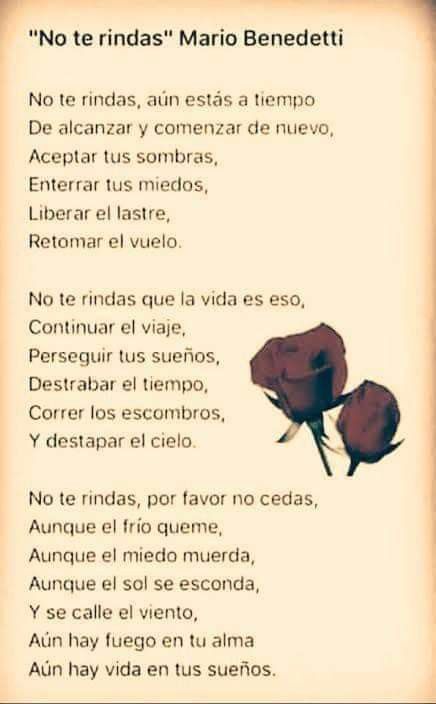 "No te rindas" Mario Benedetti
No te rindas, aún estás a tiempo
De alcanzar y comenzar de nuevo,
Aceptar tus sombras,
Enterrar tus miedos,
Liberar el lastre,
Retomar el vuelo.
No te rindas que la vida es eso,
Continuar el viaje,
Perseguir tus sueños,
Destrabar el tiempo,
Correr los escombros,
Y destapar el cielo.
No te rindas, por favor no cedas,
Aunque el frío queme,
Aunque el miedo muerda,
Aunque el sol se esconda,
Y se calle el viento,
Aún hay fuego en tu alma
Aún hay vida en tus sueños.